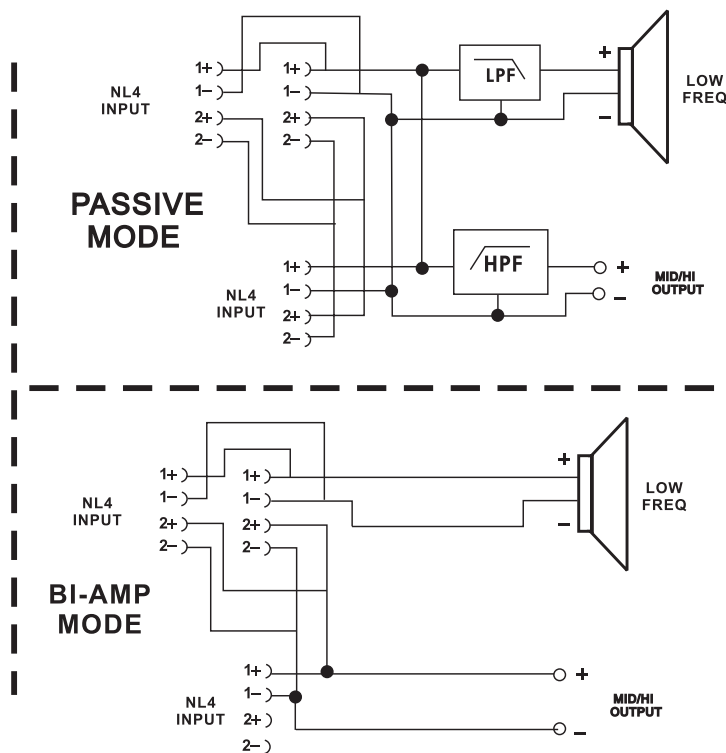 1+ 1+
1− 1−
NL4
INPUT
2+ 2+
2− 2−
+
LPF
−
LOW
FREQ
PASSIVE
MODE
1+
1−
2+
2−
NL4
INPUT
HPF
+
−
MID/HI
OUTPUT
1+ 1+
1− 1−
NL4
INPUT
2+ 2+
2− 2−
+
−
LOW
FREQ
BI-AMP
MODE
1+
1−
2+
2−
NL4
INPUT
+
−
MID/HI
OUTPUT